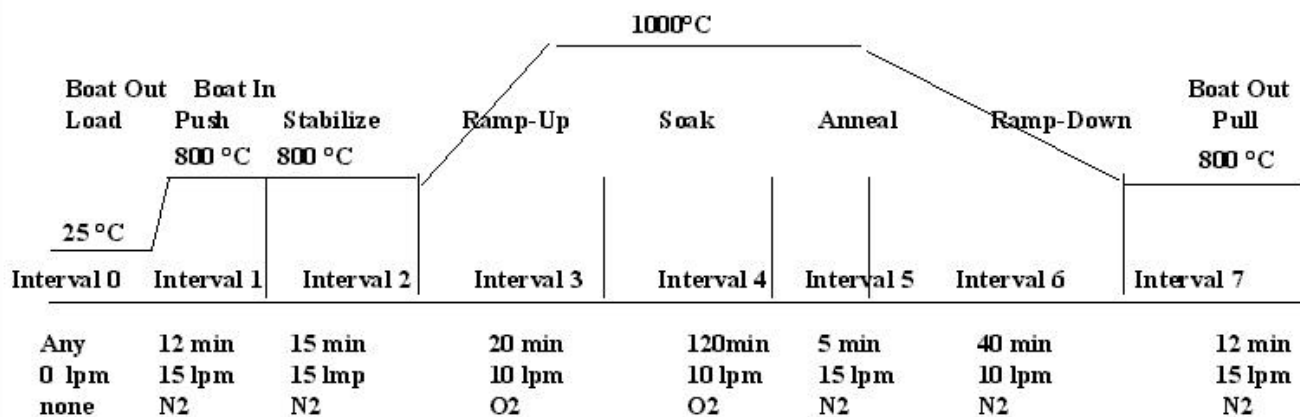 1000°C
Boat Out Boat In Boat Out
Load Push Stabilize Ramp-Up Soak Anneal Ramp-Down Pull
800 °C 800 °C 800 °C
25 °C
Interval 0 Interval 1 Interval 2 Interval 3 Interval 4 Interval 5 Interval 6 Interval 7
Any 12 min 15 min 20 min 120min 5 min 40 min 12 min
0 lpm 15 lpm 15 lmp 10 lpm 10 lpm 15 lpm 10 lpm 15 lpm
none N2 N2 O2 O2 N2 N2 N2